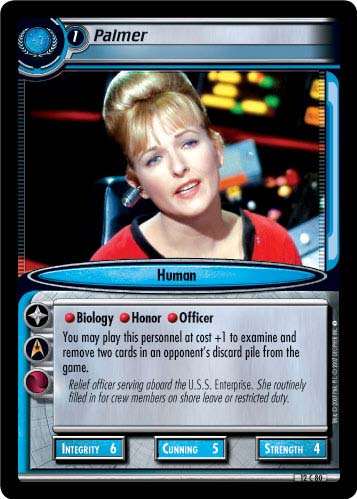 1 Palmer
Human
Biology Honor Officer
You may play this personnel at cost +1 to examine and
remove two cards in an opponent's discard pile from the
game.
Relief officer serving aboard the U.S.S. Enterprise. She routinely
filled in for crew members on shore leave or restricted duty.
INTEGRITY 6 CUNNING 5 STRENGTH 4
12 C 80